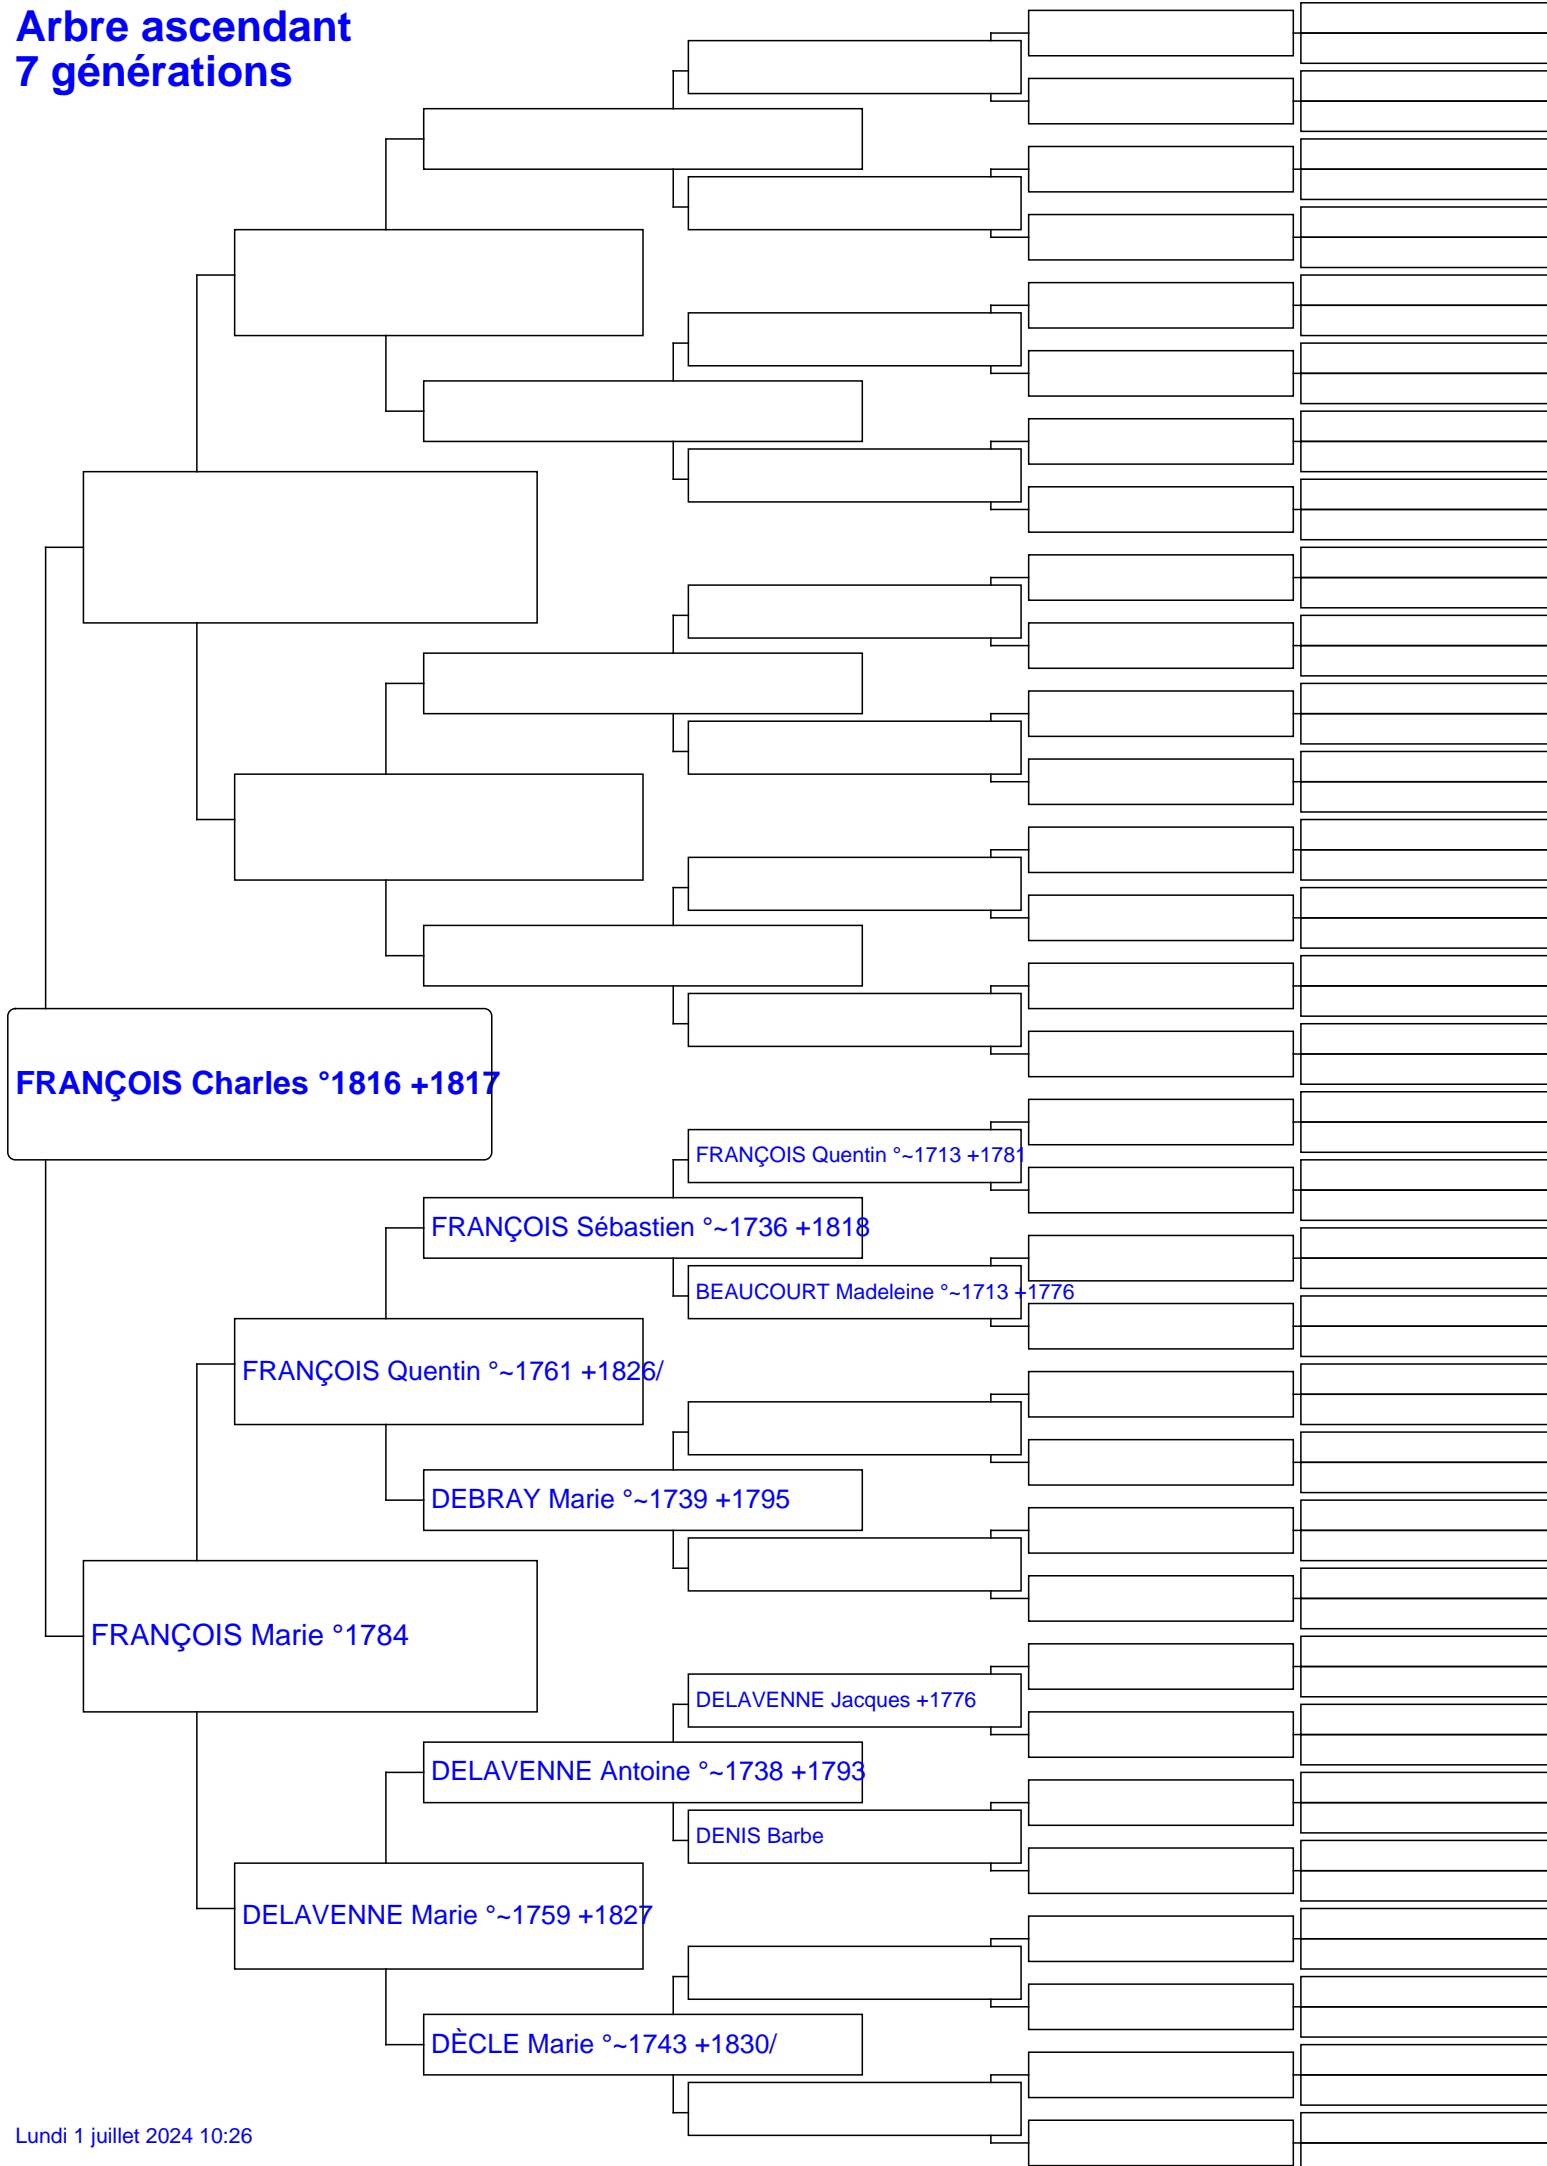 Arbre ascendant
7 générations
FRANÇOIS Charles °1816 +1817
FRANÇOIS Quentin °~1713 +1781
FRANÇOIS Sébastien °~1736 +1818
BEAUCOURT Madeleine °~1713 +1776
FRANÇOIS Quentin °~1761 +1826/
DEBRAY Marie °~1739 +1795
FRANÇOIS Marie °1784
DELAVENNE Jacques +1776
DELAVENNE Antoine °~1738 +1793
DENIS Barbe
DELAVENNE Marie °~1759 +1827
DÈCLE Marie °~1743 +1830/
Lundi 1 juillet 2024 10:26